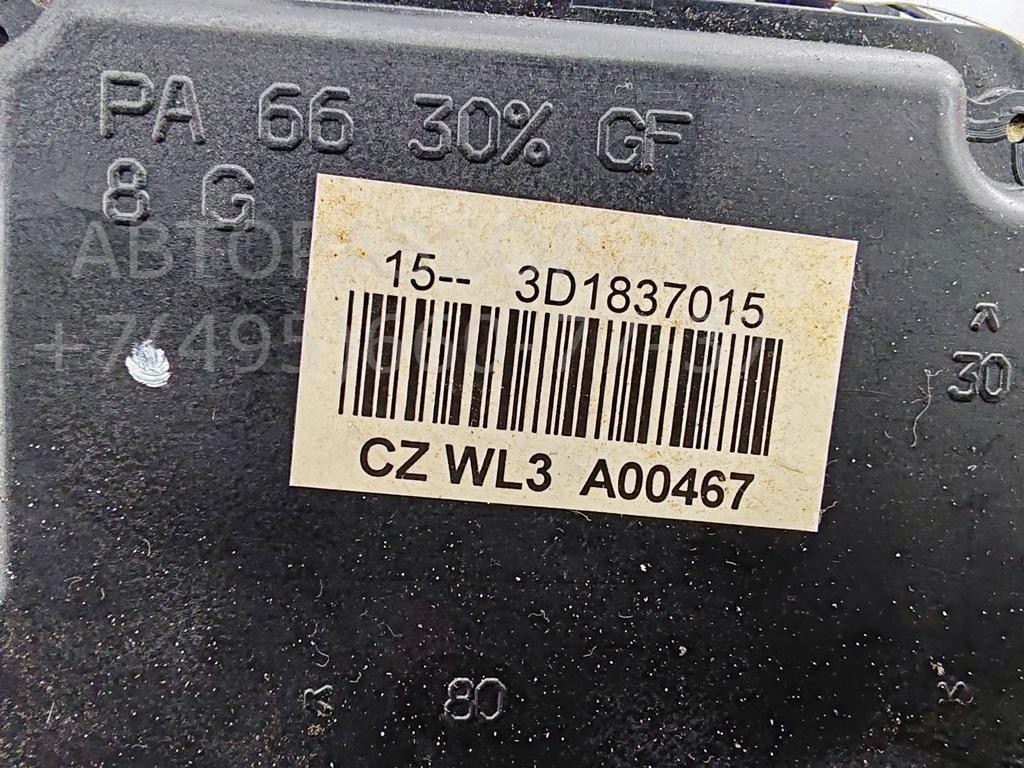 PA 66 30% GF
8 G
15-- 3D1837015
CZ WL3 A00467
30
80